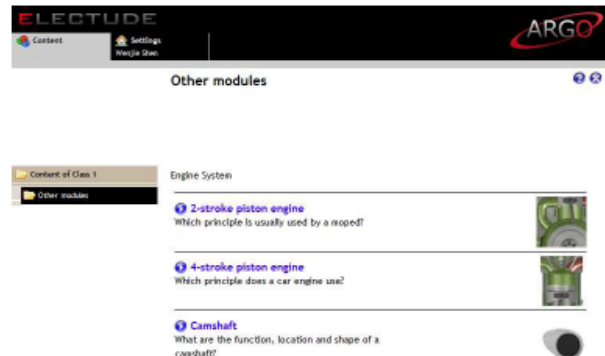 ELECTUDE
ARGO
Content
Settings
Wenjie Shen
Other modules
Content of Class 1
Other modules
Engine System
2-stroke piston engine
Which principle is usually used by a moped?
4-stroke piston engine
Which principle does a car engine use?
Camshaft
What are the function, location and shape of a
camshaft?